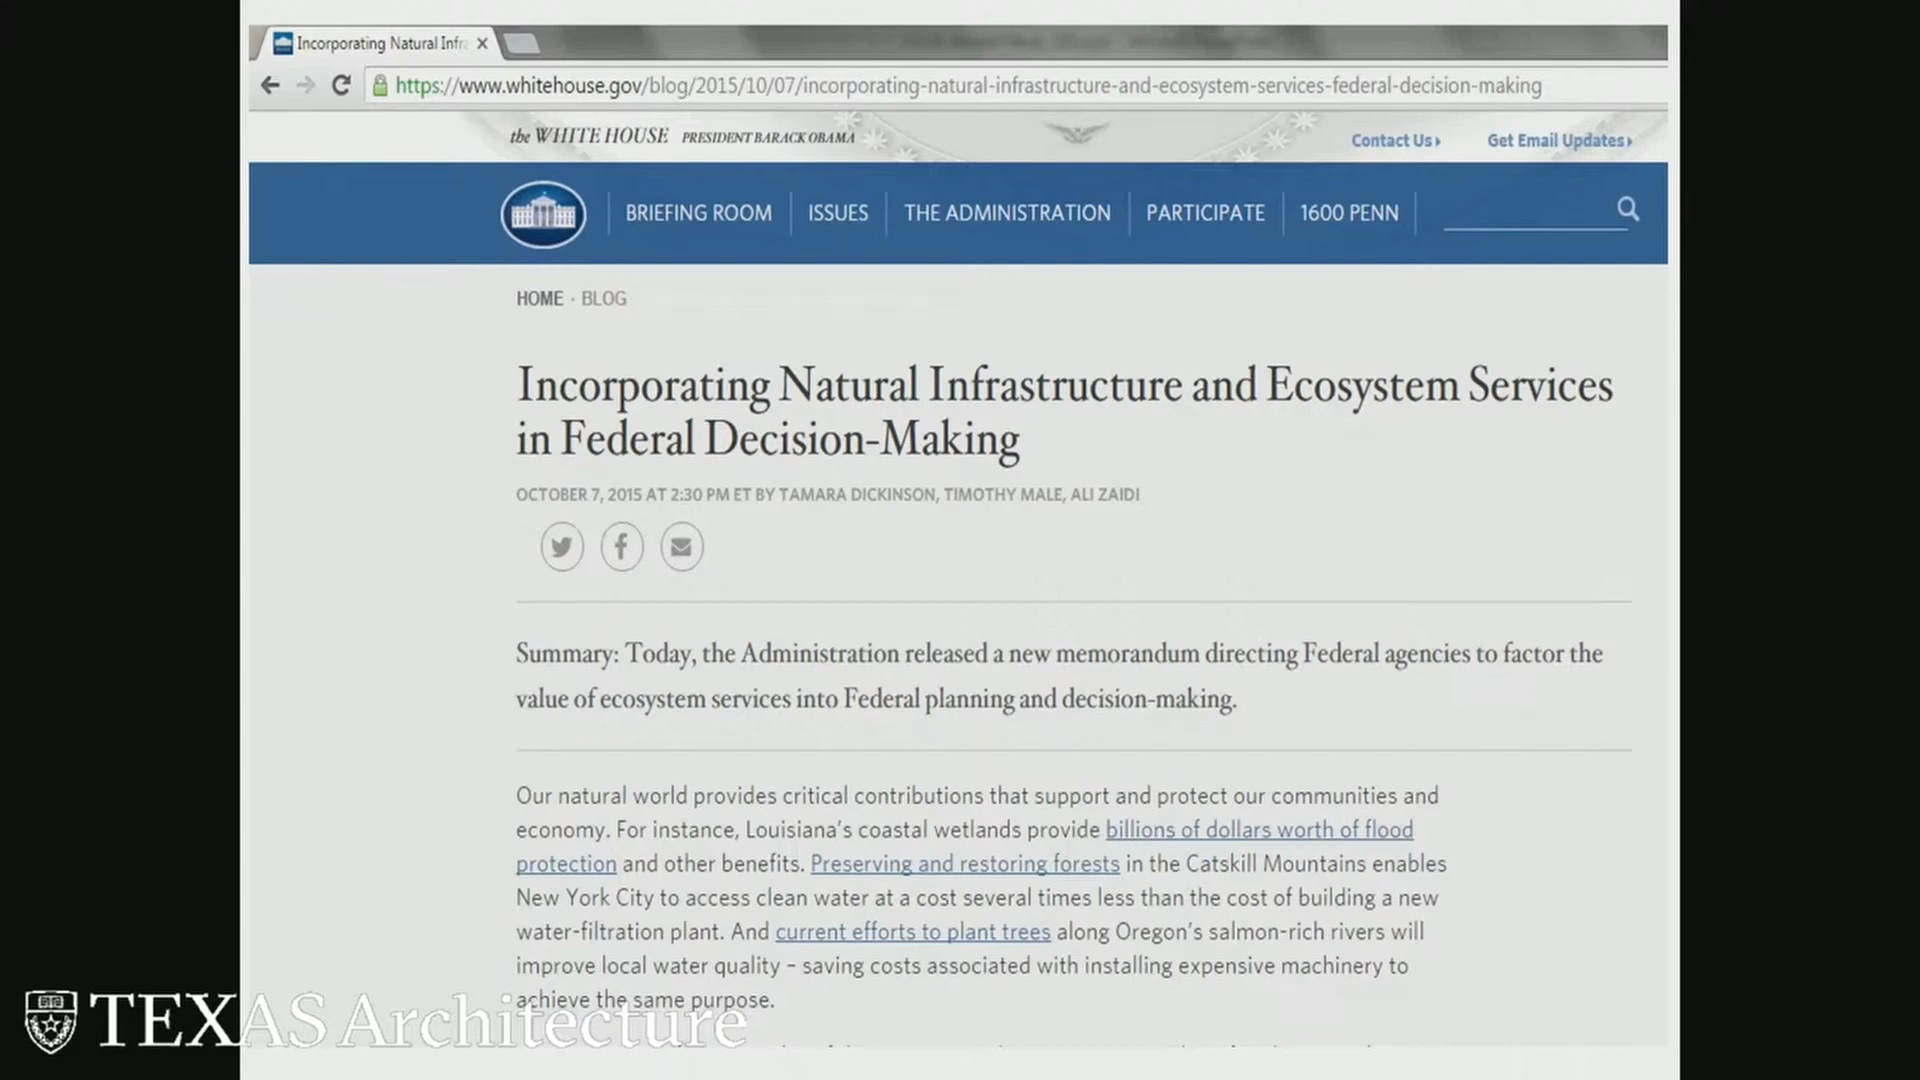 Incorporating Natural Infr
https://www.whitehouse.gov/blog/2015/10/07/incorporating-natural-infrastructure-and-ecosystem-services-federal-decision-making
the WHITE HOUSE PRESIDENT BARACK OBAMA
Contact Us
Get Email Updates
BRIEFING ROOM
ISSUES
THE ADMINISTRATION
PARTICIPATE
1600 PENN
HOME · BLOG
Incorporating Natural Infrastructure and Ecosystem Services
in Federal Decision-Making
OCTOBER 7, 2015 AT 2:30 PM ET BY TAMARA DICKINSON, TIMOTHY MALE, ALI ZAIDI
Summary: Today, the Administration released a new memorandum directing Federal agencies to factor the
value of ecosystem services into Federal planning and decision-making.
Our natural world provides critical contributions that support and protect our communities and
economy. For instance, Louisiana's coastal wetlands provide billions of dollars worth of flood
protection and other benefits. Preserving and restoring forests in the Catskill Mountains enables
New York City to access clean water at a cost several times less than the cost of building a new
water-filtration plant. And current efforts to plant trees along Oregon's salmon-rich rivers will
improve local water quality – saving costs associated with installing expensive machinery to
achieve the same purpose.
TEXAS Architecture